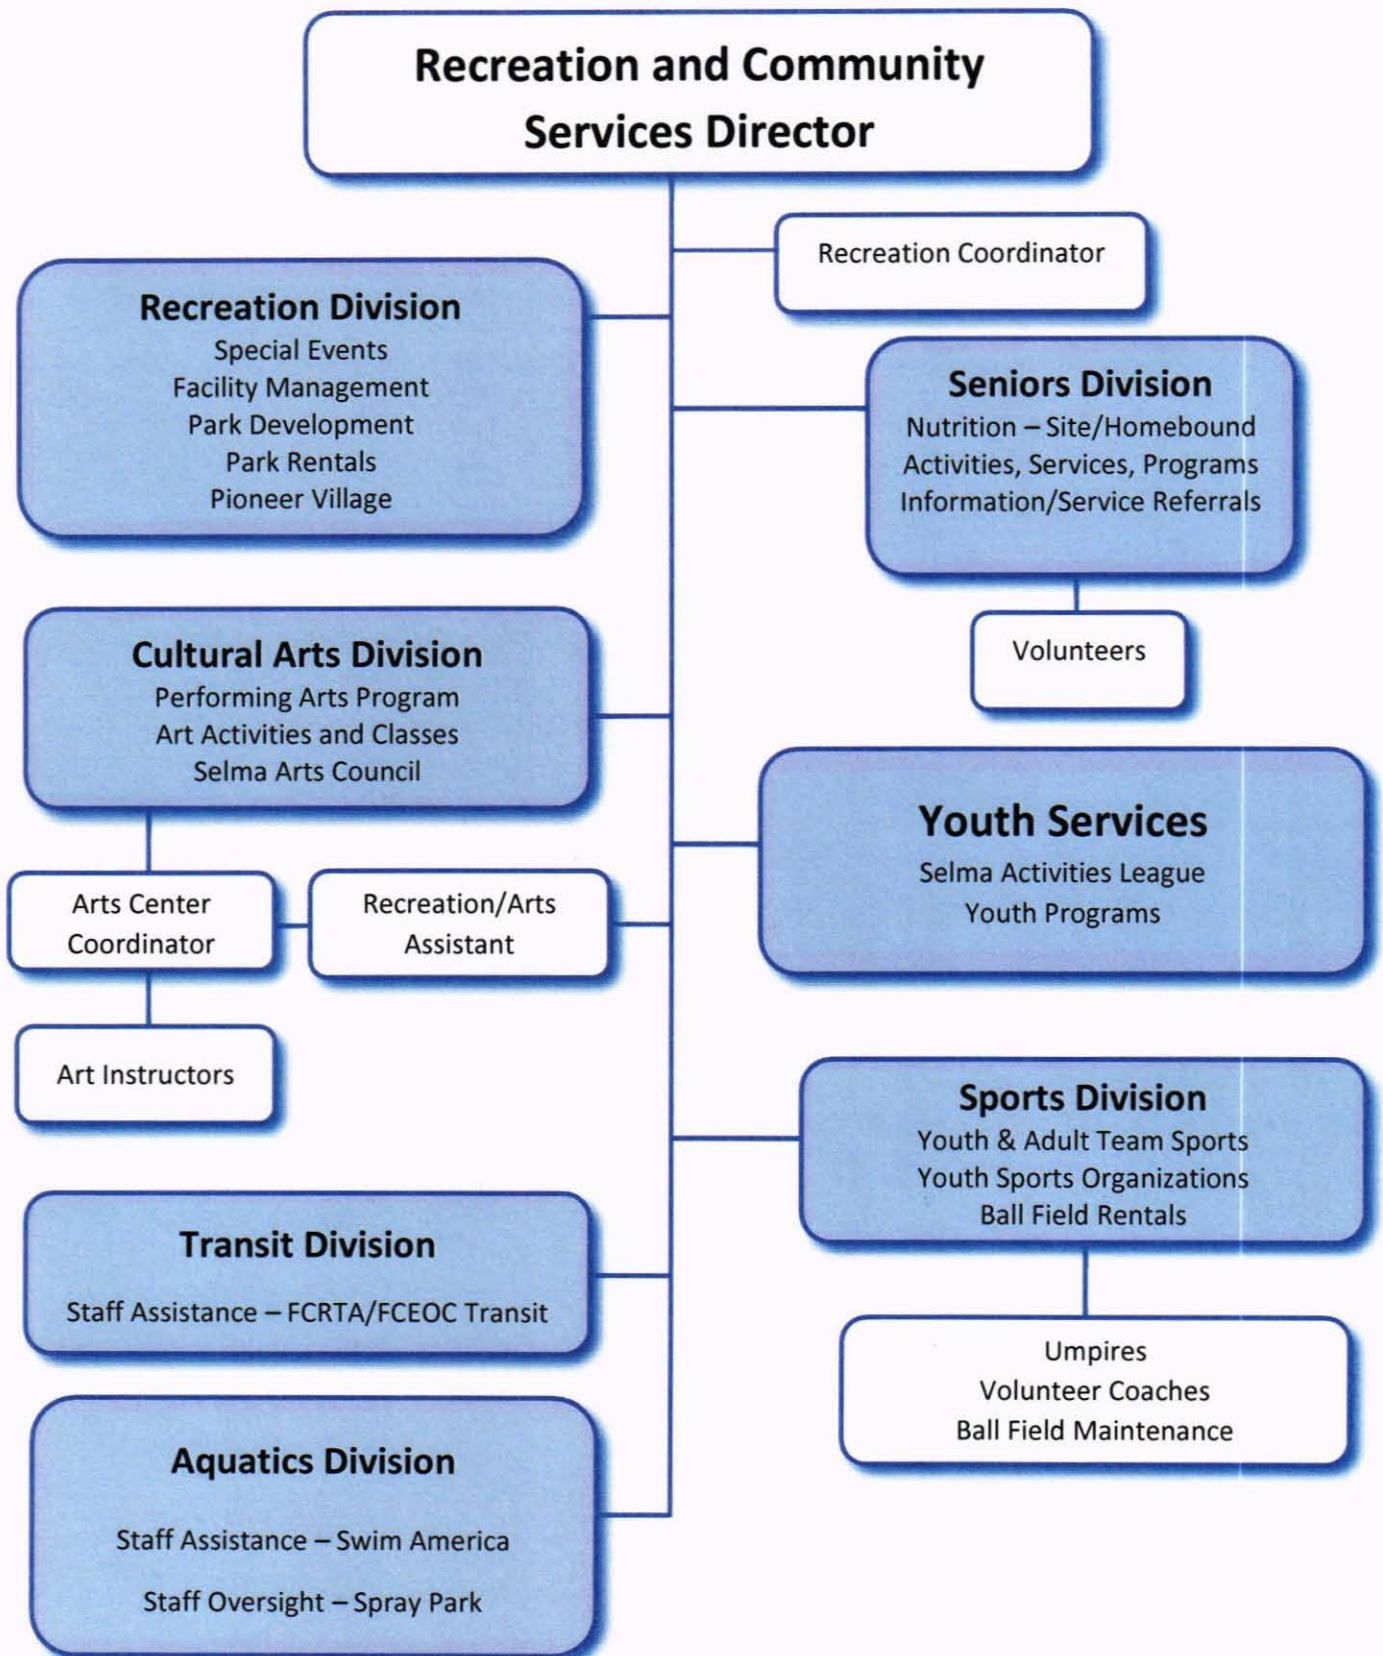 Recreation and Community
Services Director
Recreation Coordinator
Recreation Division
Special Events
Facility Management
Park Development
Park Rentals
Pioneer Village
Seniors Division
Nutrition – Site/Homebound
Activities, Services, Programs
Information/Service Referrals
Volunteers
Cultural Arts Division
Performing Arts Program
Art Activities and Classes
Selma Arts Council
Youth Services
Selma Activities League
Youth Programs
Arts Center
Coordinator
Recreation/Arts
Assistant
Art Instructors
Sports Division
Youth & Adult Team Sports
Youth Sports Organizations
Ball Field Rentals
Transit Division
Staff Assistance – FCRTA/FCEOC Transit
Umpires
Volunteer Coaches
Ball Field Maintenance
Aquatics Division
Staff Assistance – Swim America
Staff Oversight – Spray Park